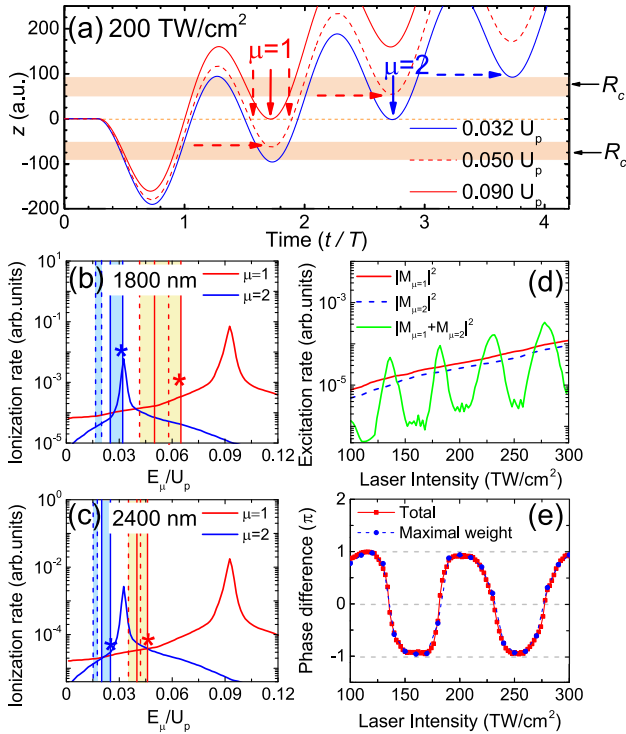 (a) 200 TW/cm²
μ=1
μ=2
z (a.u.)
200
100
0
-100
-200
R_c
R_c
0.032 U_p
0.050 U_p
0.090 U_p
0
1
2
3
4
Time (t / T)
(b) 1800 nm
μ=1
μ=2
Ionization rate (arb.units)
10¹
10⁻¹
10⁻³
10⁻⁵
*
*
0.00
0.03
0.06
0.09
0.12
E_μ/U_p
(d)
|M_μ=1|²
|M_μ=2|²
|M_μ=1+M_μ=2|²
Excitation rate (arb.units)
10⁻¹
10⁻³
10⁻⁵
100
150
200
250
300
Laser Intensity (TW/cm²)
(c) 2400 nm
μ=1
μ=2
Ionization rate (arb.units)
10⁰
10⁻²
10⁻⁴
*
*
0.00
0.03
0.06
0.09
0.12
E_μ/U_p
(e)
Total
Maximal weight
Phase difference (π)
2
1
0
-1
100
150
200
250
300
Laser Intensity (TW/cm²)